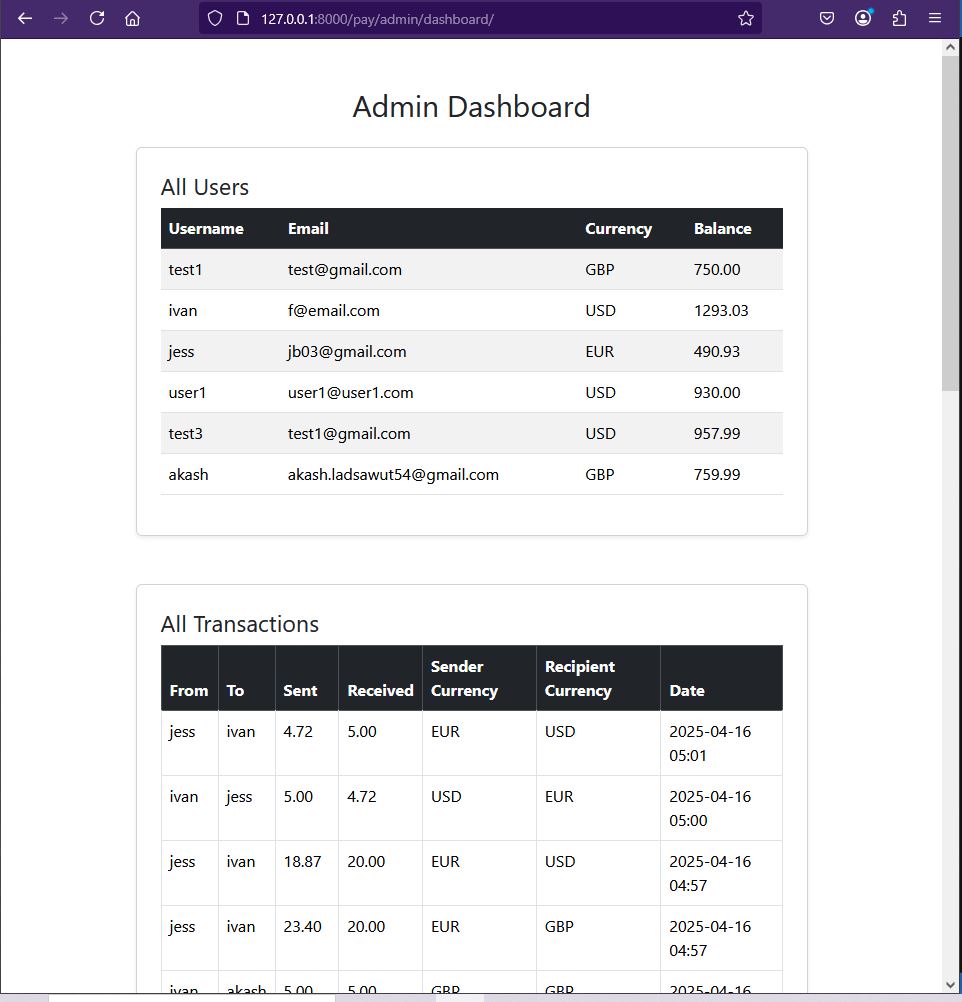 127.0.0.1:8000/pay/admin/dashboard/
Admin Dashboard
All Users
Username Email Currency Balance
test1 test@gmail.com GBP 750.00
ivan f@email.com USD 1293.03
jess jb03@gmail.com EUR 490.93
user1 user1@user1.com USD 930.00
test3 test1@gmail.com USD 957.99
akash akash.ladsawut54@gmail.com GBP 759.99
All Transactions
From To Sent Received Sender Currency Recipient Currency Date
jess ivan 4.72 5.00 EUR USD 2025-04-16 05:01
ivan jess 5.00 4.72 USD EUR 2025-04-16 05:00
jess ivan 18.87 20.00 EUR USD 2025-04-16 04:57
jess ivan 23.40 20.00 EUR GBP 2025-04-16 04:57
ivan akash 5.00 5.00 GBP GBP 2025-04-16